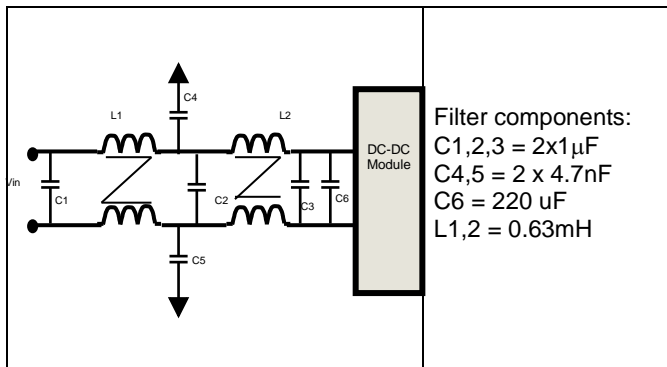 C4
L1
L2
DC-DC
Module
Vin
C1
C2
C3
C6
C5
Filter components:
C1,2,3 = 2x1μF
C4,5 = 2 x 4.7nF
C6 = 220 uF
L1,2 = 0.63mH